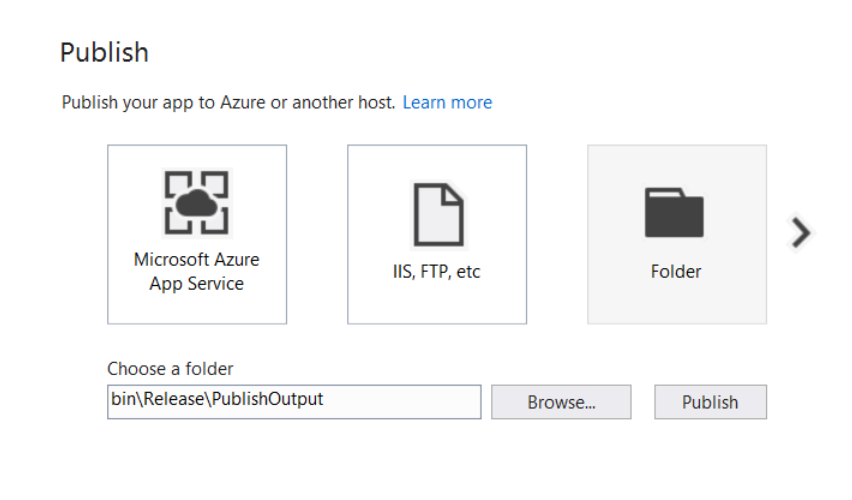 Publish
Publish your app to Azure or another host. Learn more
Microsoft Azure
App Service
IIS, FTP, etc
Folder
Choose a folder
bin\Release\PublishOutput
Browse...
Publish